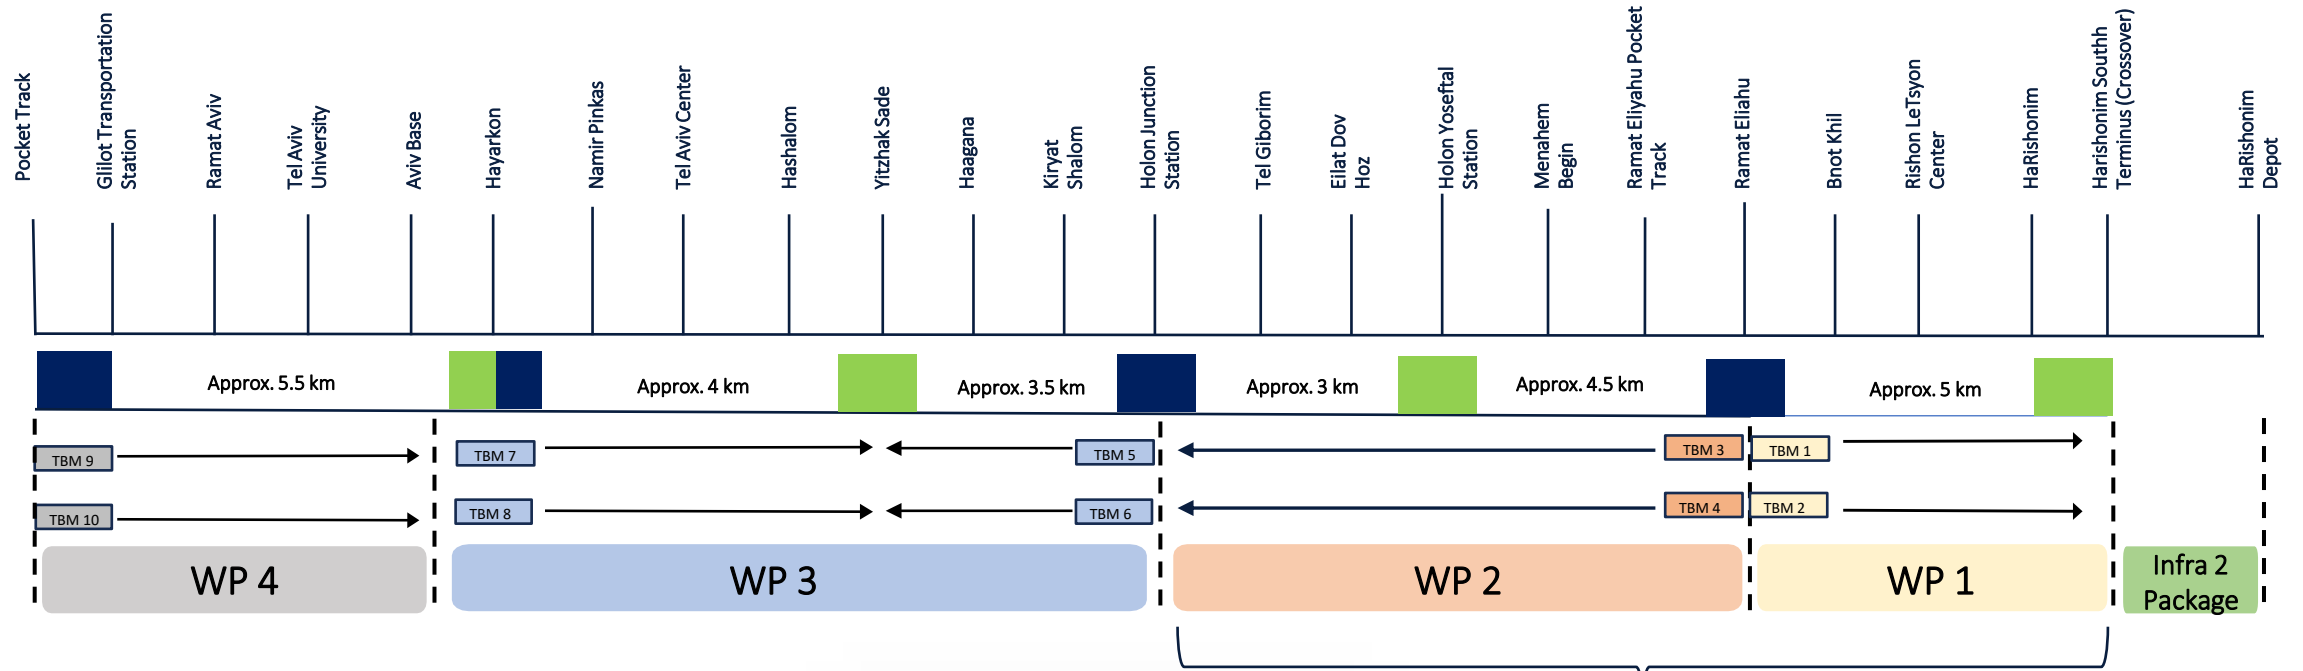 Pocket Track
Glilot Transportation
Station
Ramat Aviv
Tel Aviv
University
Aviv Base
Hayarkon
Namir Pinkas
Tel Aviv Center
Hashalom
Yitzhak Sade
Haagana
Kiryat
Shalom
Holon Junction
Station
Tel Giborim
Eilat Dov
Hoz
Holon Yoseftal
Station
Menahem
Begin
Ramat Eliyahu Pocket
Track
Ramat Eliahu
Bnot Khil
Rishon LeTsyon
Center
HaRishonim
Harishonim Southh
Terminus (Crossover)
HaRishonim
Depot
Approx. 5.5 km
Approx. 4 km
Approx. 3.5 km
Approx. 3 km
Approx. 4.5 km
Approx. 5 km
TBM 9
TBM 7
TBM 5
TBM 3
TBM 1
TBM 10
TBM 8
TBM 6
TBM 4
TBM 2
WP 4
WP 3
WP 2
WP 1
Infra 2
Package